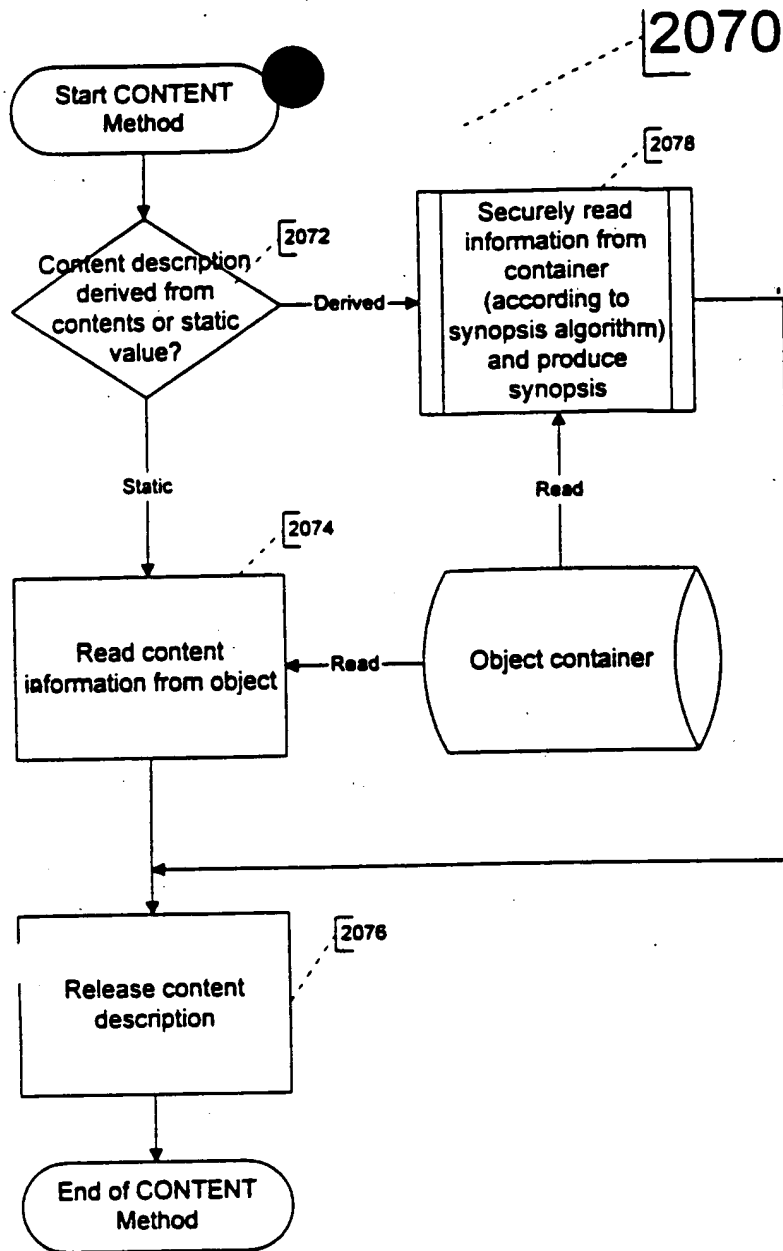 2070
Start CONTENT
Method
2078
Securely read
information from
container
(according to
synopsis algorithm)
and produce
synopsis
2072
Content description
derived from
contents or static
value?
Derived
Static
Read
2074
Read content
information from object
Read
Object container
2076
Release content
description
End of CONTENT
Method